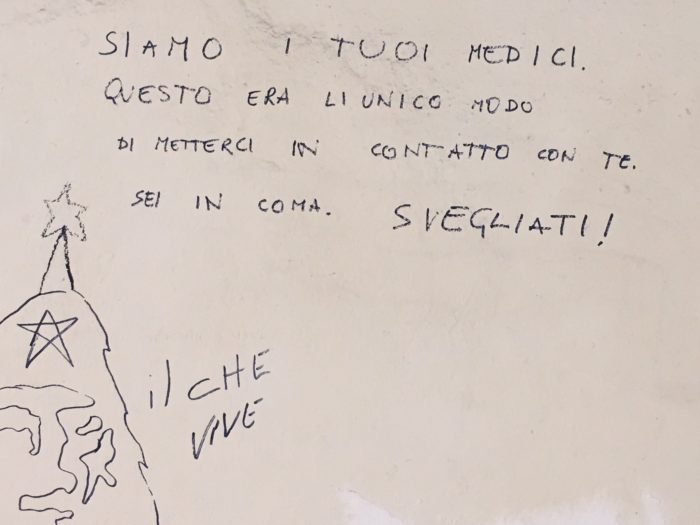 SIAMO I TUOI MEDICI.
QUESTO ERA LI UNICO MODO
DI METTERCI IN CONTATTO CON TE.
SEI IN COMA. SVEGLIATI!
il CHE
VIVE